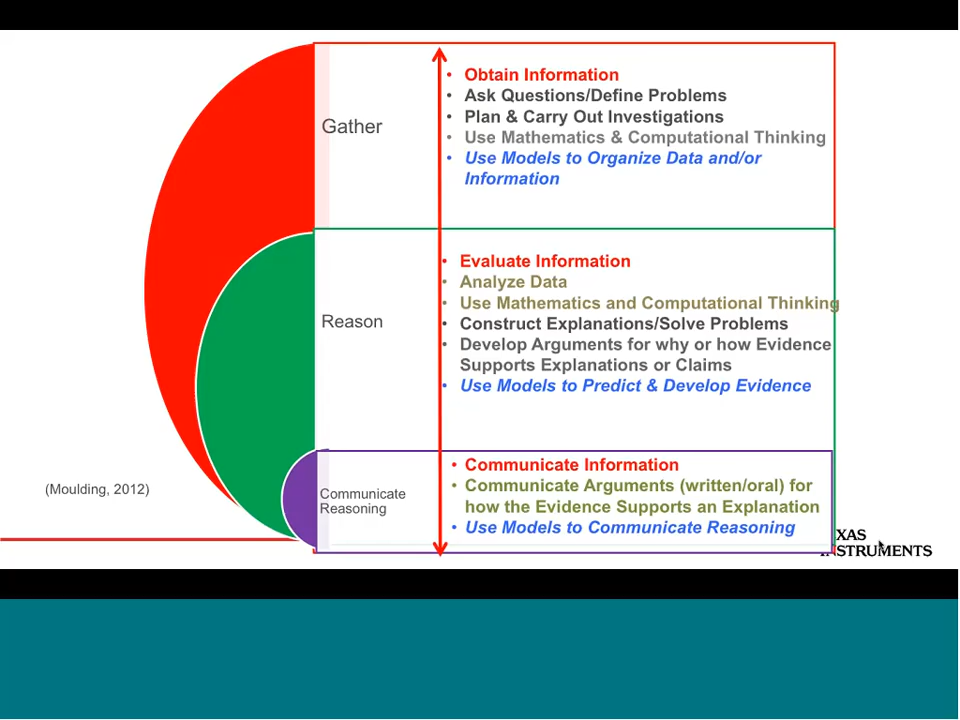 Gather
• Obtain Information
• Ask Questions/Define Problems
• Plan & Carry Out Investigations
• Use Mathematics & Computational Thinking
• Use Models to Organize Data and/or
Information
Reason
• Evaluate Information
• Analyze Data
• Use Mathematics and Computational Thinking
• Construct Explanations/Solve Problems
• Develop Arguments for why or how Evidence
Supports Explanations or Claims
• Use Models to Predict & Develop Evidence
Communicate
Reasoning
• Communicate Information
• Communicate Arguments (written/oral) for
how the Evidence Supports an Explanation
• Use Models to Communicate Reasoning
(Moulding, 2012)
XAS
INSTRUMENTS